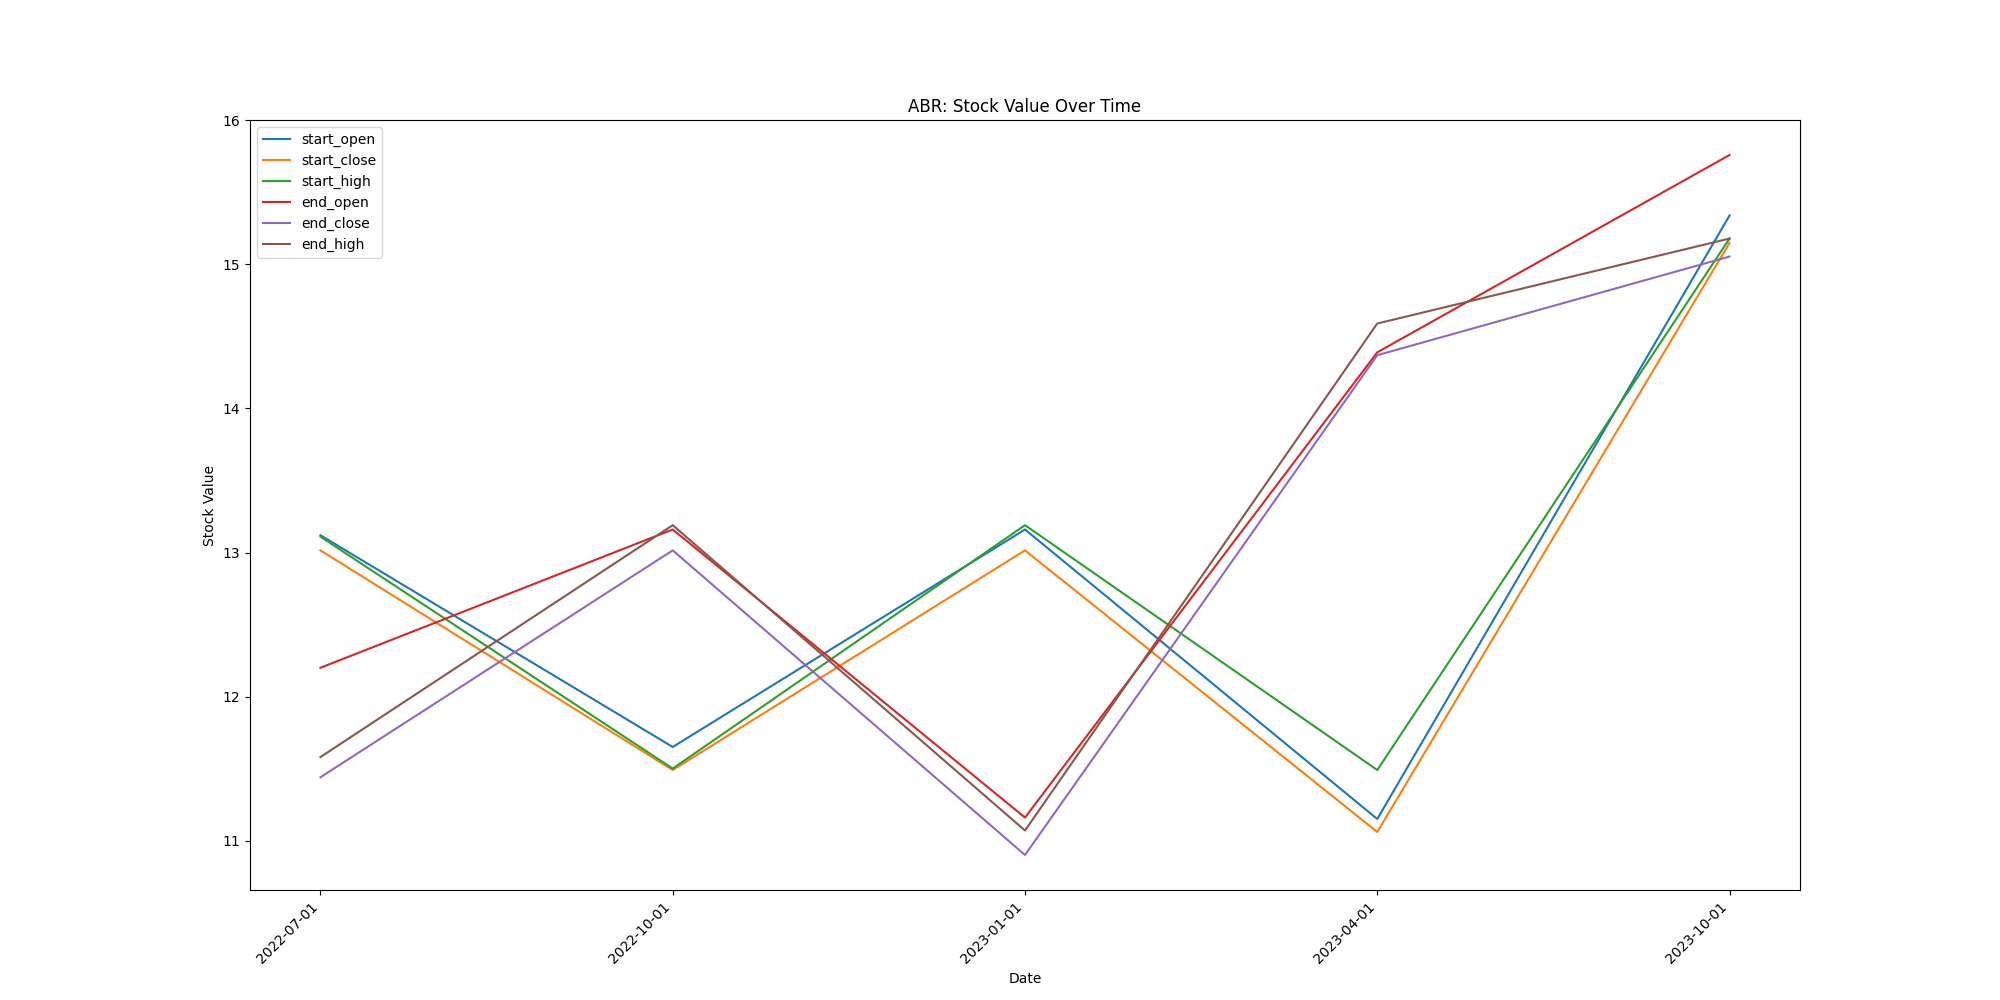 ABR: Stock Value Over Time
start_open
start_close
start_high
end_open
end_close
end_high
16
15
14
13
12
11
Stock Value
2022-07-01
2022-10-01
2023-01-01
2023-04-01
2023-10-01
Date